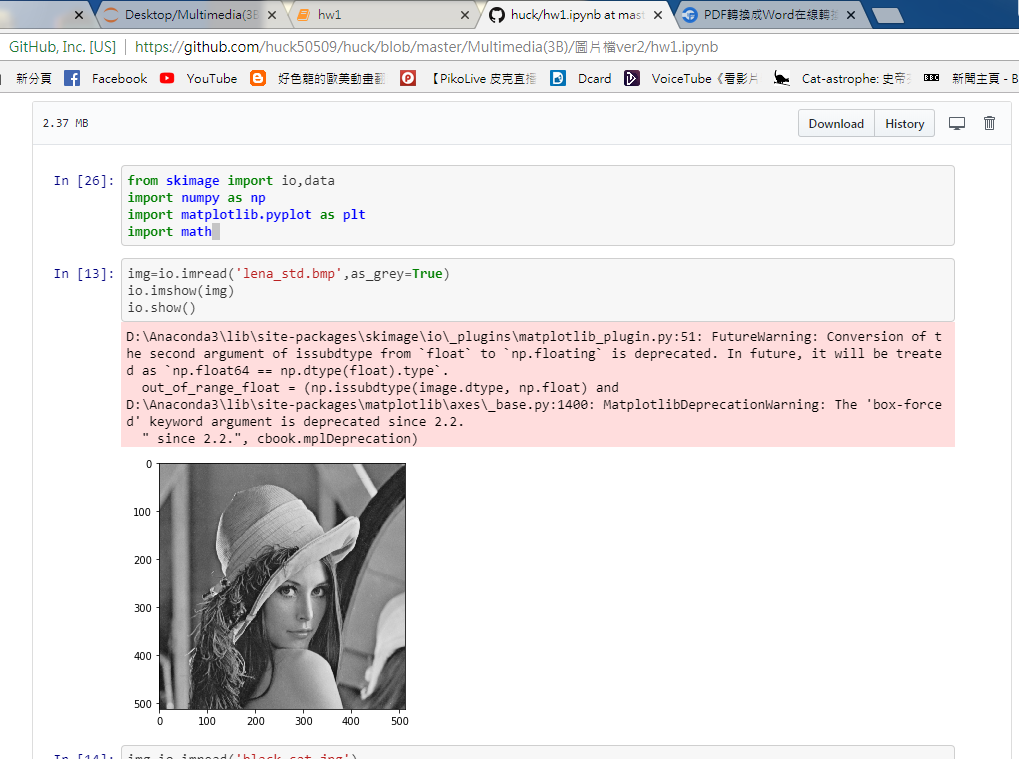 Desktop/Multimedia(3B
hw1
huck/hw1.ipynb at mast
PDF轉換成Word在線轉
GitHub, Inc. [US] | https://github.com/huck50509/huck/blob/master/Multimedia(3B)/圖片檔ver2/hw1.ipynb
新分頁 Facebook YouTube 好色龍的歐美動畫 【PikoLive 皮克直播 Dcard VoiceTube《看影片 Cat-astrophe: 史帝 BBC 新聞主頁 - B
2.37 MB
Download History
In [26]:
from skimage import io,data
import numpy as np
import matplotlib.pyplot as plt
import math
In [13]:
img=io.imread('lena_std.bmp',as_grey=True)
io.imshow(img)
io.show()
D:\Anaconda3\lib\site-packages\skimage\io\_plugins\matplotlib_plugin.py:51: FutureWarning: Conversion of t
he second argument of issubdtype from `float` to `np.floating` is deprecated. In future, it will be treate
d as `np.float64 == np.dtype(float).type`.
out_of_range_float = (np.issubdtype(image.dtype, np.float) and
D:\Anaconda3\lib\site-packages\matplotlib\axes\_base.py:1400: MatplotlibDeprecationWarning: The 'box-force
d' keyword argument is deprecated since 2.2.
" since 2.2.", cbook.mplDeprecation)
0
100
200
300
400
500
0 100 200 300 400 500
In [14]:
img=io.imread('black_cat.jpg')